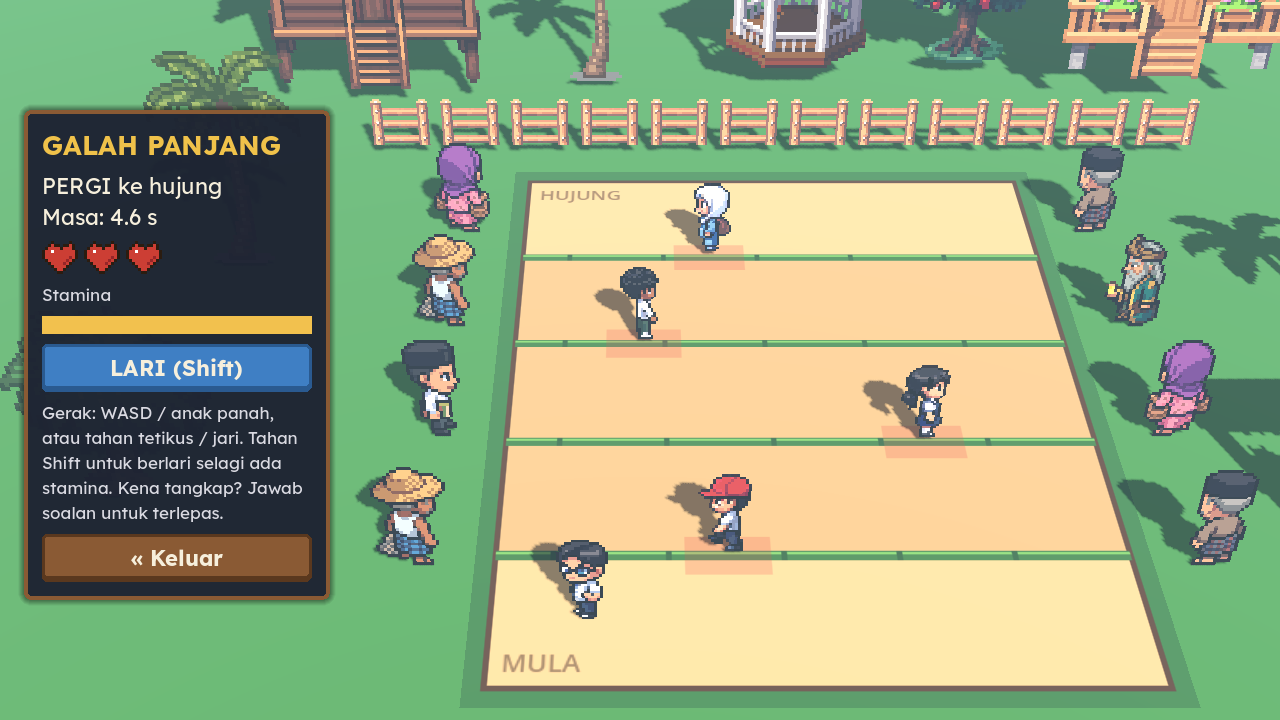 GALAH PANJANG
PERGI ke hujung
Masa: 4.6 s
Stamina
LARI (Shift)
Gerak: WASD / anak panah,
atau tahan tetikus / jari. Tahan
Shift untuk berlari selagi ada
stamina. Kena tangkap? Jawab
soalan untuk terlepas.
« Keluar
HUJUNG
MULA